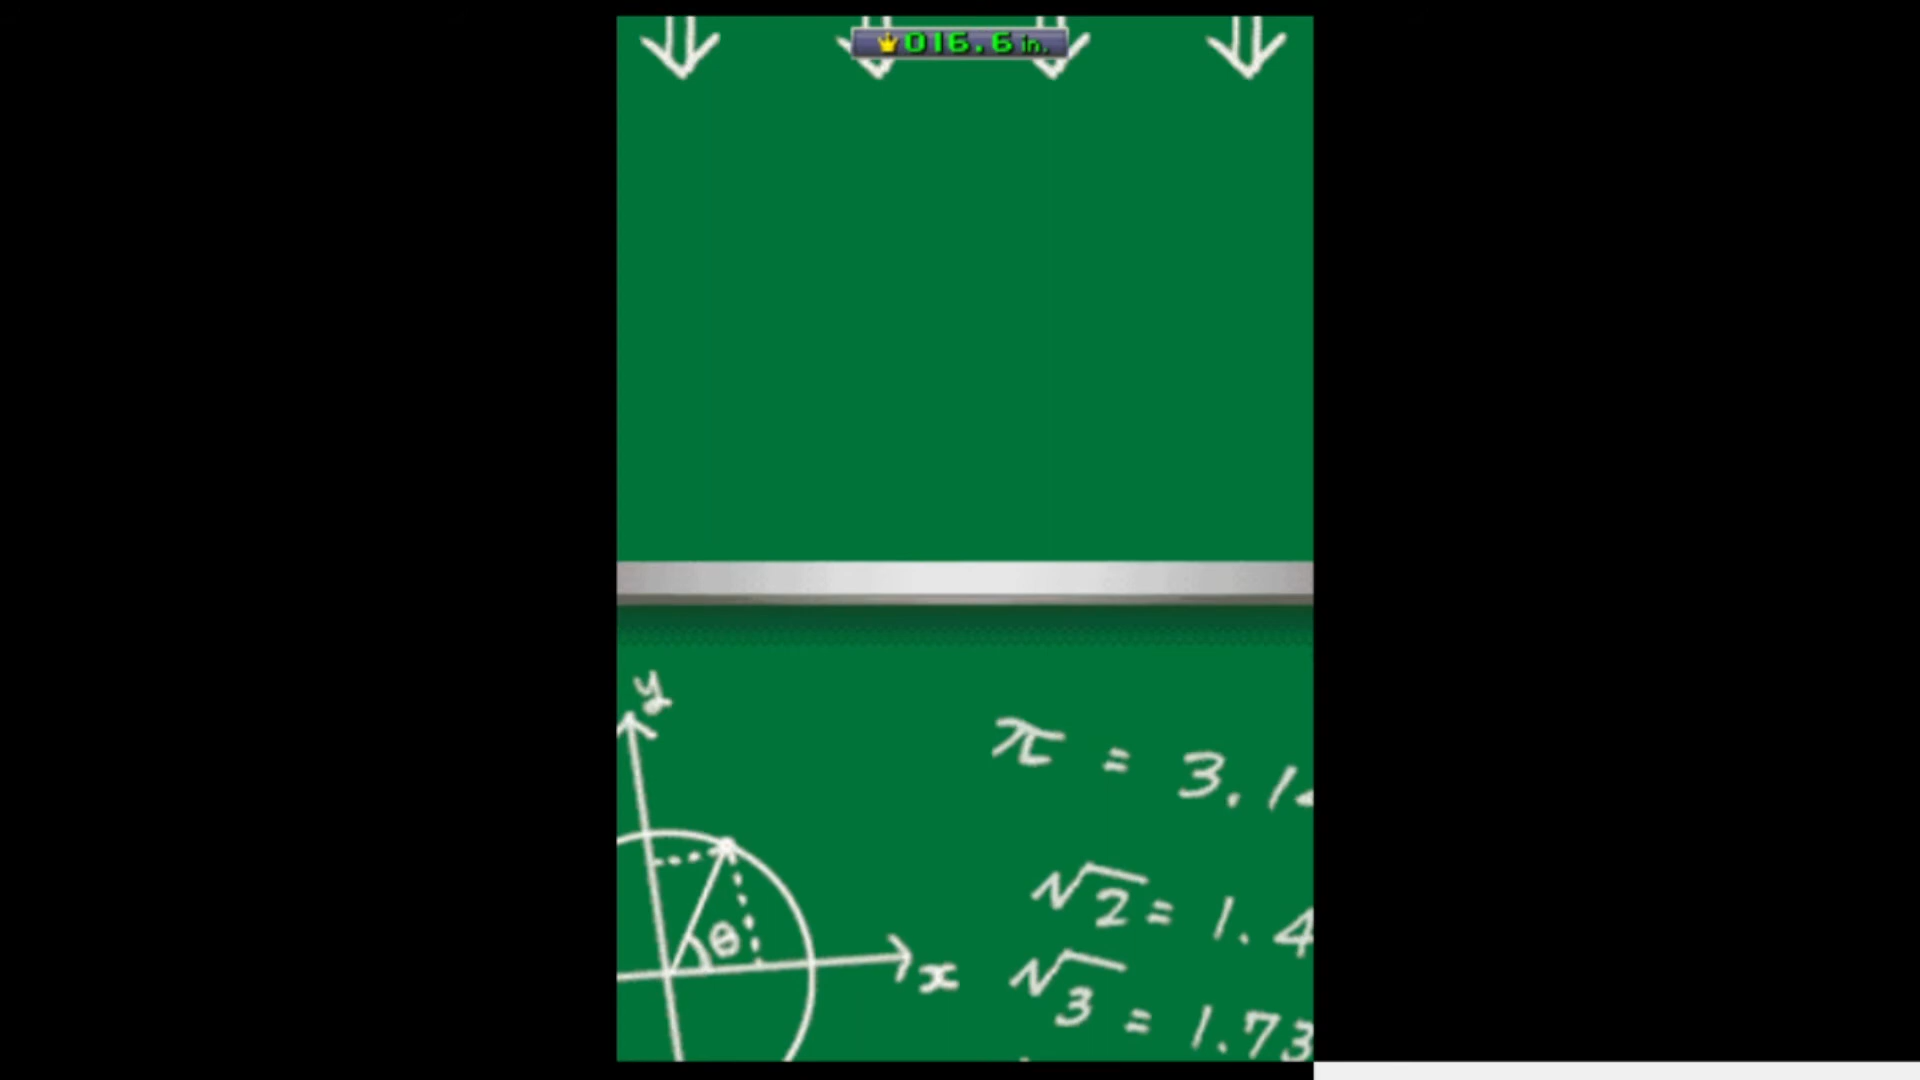 016.6 in.
y
π = 3.1
θ
x
√2 = 1.4
√3 = 1.73